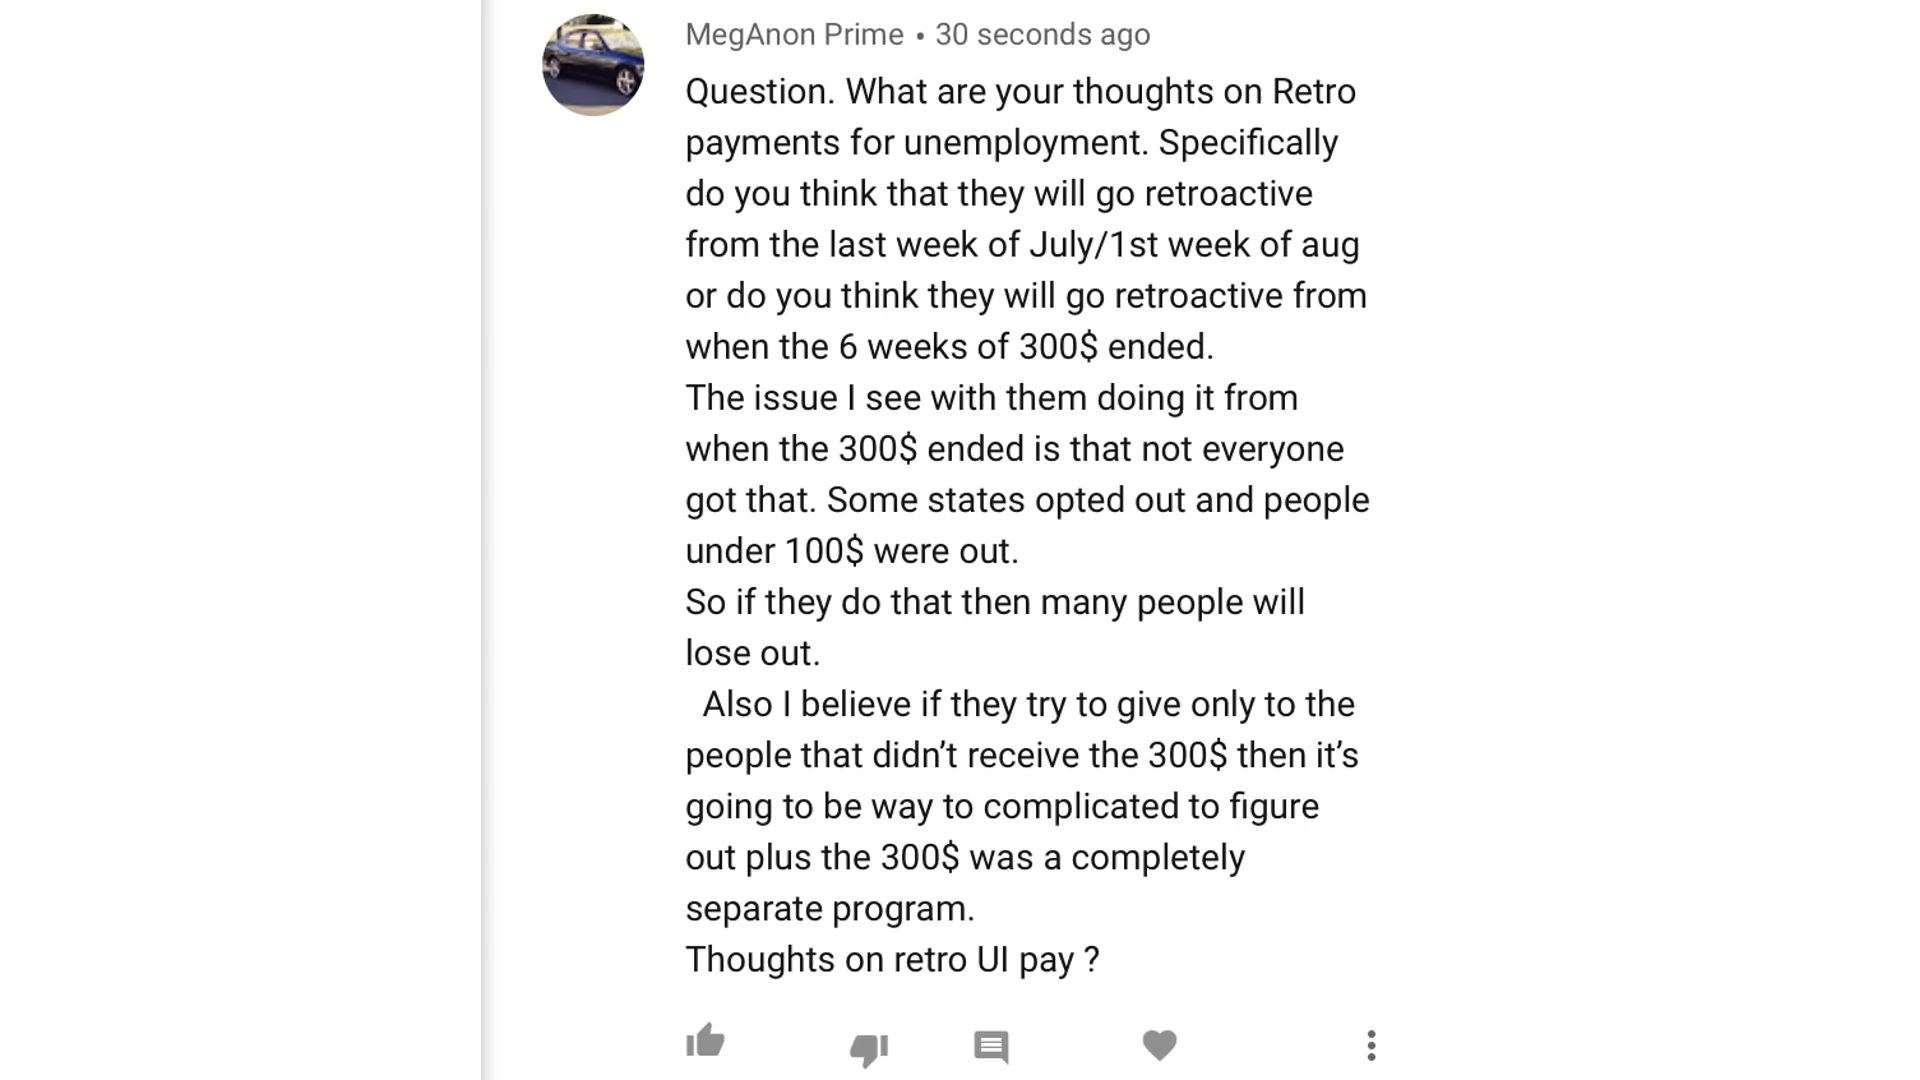 MegAnon Prime • 30 seconds ago
Question. What are your thoughts on Retro
payments for unemployment. Specifically
do you think that they will go retroactive
from the last week of July/1st week of aug
or do you think they will go retroactive from
when the 6 weeks of 300$ ended.
The issue I see with them doing it from
when the 300$ ended is that not everyone
got that. Some states opted out and people
under 100$ were out.
So if they do that then many people will
lose out.
Also I believe if they try to give only to the
people that didn’t receive the 300$ then it’s
going to be way to complicated to figure
out plus the 300$ was a completely
separate program.
Thoughts on retro UI pay ?